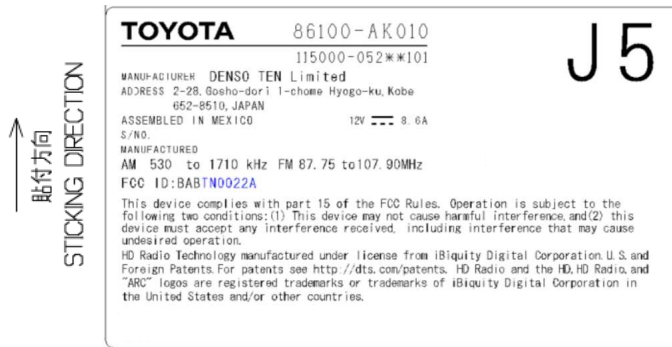 TOYOTA 86100-AK010
115000-052**101
J5
MANUFACTURER DENSO TEN Limited
ADDRESS 2-28, Gosho-dori 1-chome Hyogo-ku, Kobe
652-8510, JAPAN
ASSEMBLED IN MEXICO 12V 8.6A
S/NO.
MANUFACTURED
AM 530 to 1710 kHz FM 87.75 to107.90MHz
FCC ID:BABTN0022A
This device complies with part 15 of the FCC Rules. Operation is subject to the
following two conditions:(1) This device may not cause harmful interference, and(2) this
device must accept any interference received, including interference that may cause
undesired operation.
HD Radio Technology manufactured under license from iBiquity Digital Corporation. U.S. and
Foreign Patents. For patents see http://dts.com/patents. HD Radio and the HD, HD Radio, and
"ARC" logos are registered trademarks or trademarks of iBiquity Digital Corporation in
the United States and/or other countries.
貼付方向
STICKING DIRECTION